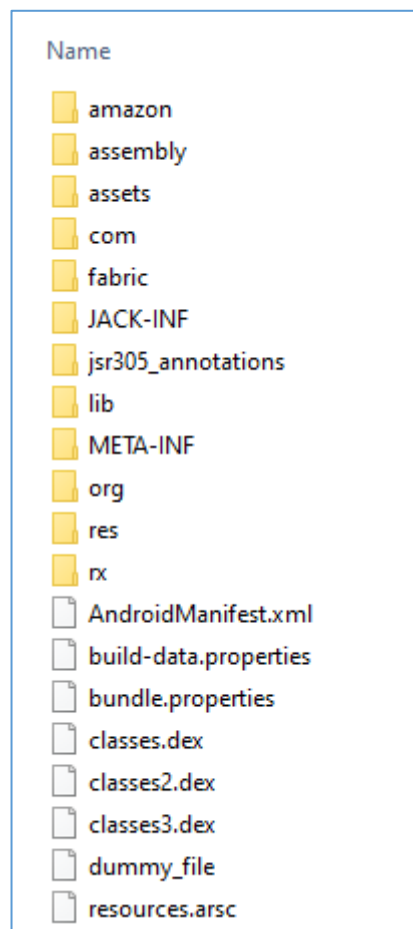 Name
amazon
assembly
assets
com
fabric
JACK-INF
jsr305_annotations
lib
META-INF
org
res
rx
AndroidManifest.xml
build-data.properties
bundle.properties
classes.dex
classes2.dex
classes3.dex
dummy_file
resources.arsc